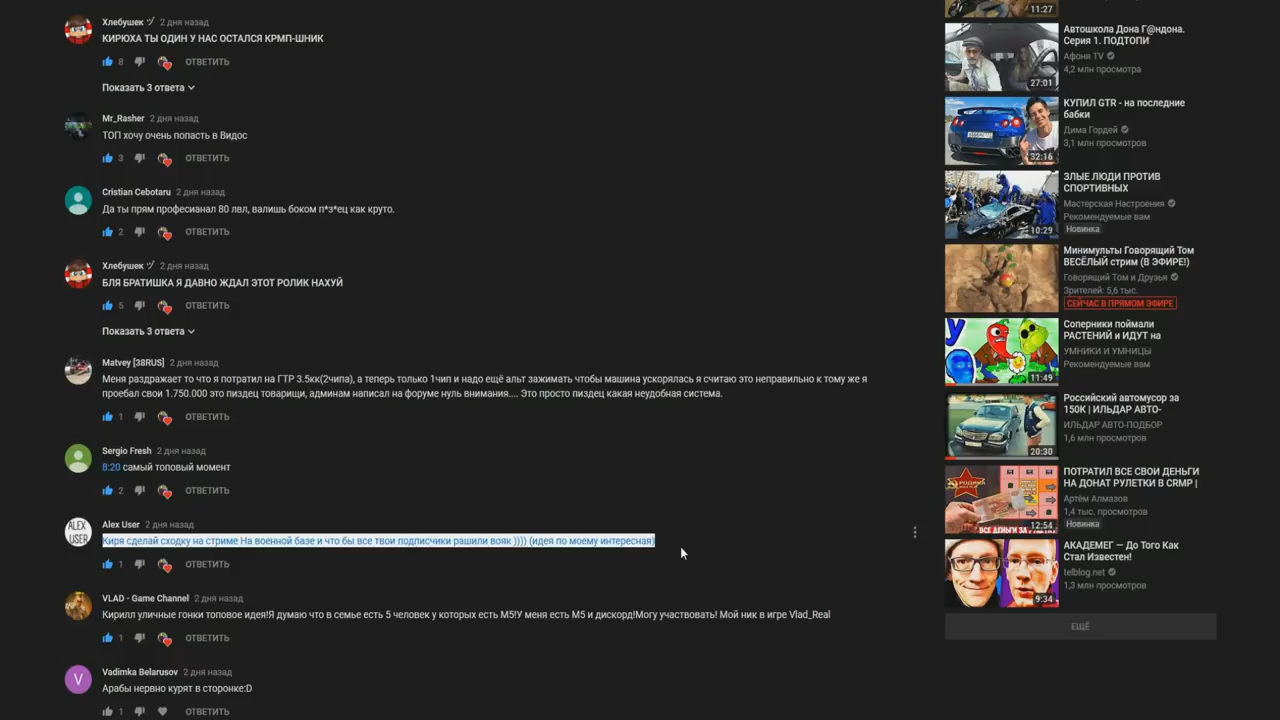 Хлебушек ツ 2 дня назад
КИРЮХА ТЫ ОДИН У НАС ОСТАЛСЯ КРМП-ШНИК
8 ОТВЕТИТЬ
Показать 3 ответа
Mr_Rasher 2 дня назад
ТОП хочу очень попасть в Видос
3 ОТВЕТИТЬ
Cristian Cebotaru 2 дня назад
Да ты прям професианал 80 лвл, валишь боком п*з*ец как круто.
2 ОТВЕТИТЬ
Хлебушек ツ 2 дня назад
БЛЯ БРАТИШКА Я ДАВНО ЖДАЛ ЭТОТ РОЛИК НАХУЙ
5 ОТВЕТИТЬ
Показать 3 ответа
Matvey [38RUS] 2 дня назад
Меня раздражает то что я потратил на ГТР 3.5кк(2чипа), а теперь только 1чип и надо ещё альт зажимать чтобы машина ускорялась я считаю это неправильно к тому же я
проебал свои 1.750.000 это пиздец товарищи, админам написал на форуме нуль внимания.... Это просто пиздец какая неудобная система.
1 ОТВЕТИТЬ
Sergio Fresh 2 дня назад
8:20 самый топовый момент
2 ОТВЕТИТЬ
ALEX
USER
Alex User 2 дня назад
Киря сделай сходку на стриме На военной базе и что бы все твои подписчики рашили вояк )))) (идея по моему интересная)
1 ОТВЕТИТЬ
VLAD - Game Channel 2 дня назад
Кирилл уличные гонки топовое идея!Я думаю что в семье есть 5 человек у которых есть М5!У меня есть М5 и дискорд!Могу участвовать! Мой ник в игре Vlad_Real
1 ОТВЕТИТЬ
V
Vadimka Belarusov 2 дня назад
Арабы нервно курят в сторонке:D
1 ОТВЕТИТЬ
11:27
Автошкола Дона Г@ндона.
Серия 1. ПОДТОПИ
Афоня TV
4,2 млн просмотра
27:01
КУПИЛ GTR - на последние
бабки
Дима Гордей
3,1 млн просмотров
32:16
ЗЛЫЕ ЛЮДИ ПРОТИВ
СПОРТИВНЫХ
Мастерская Настроения
Рекомендуемые вам
Новинка
10:29
Минимульты Говорящий Том
ВЕСЁЛЫЙ стрим (В ЭФИРЕ!)
Говорящий Том и Друзья
Зрителей: 5,6 тыс.
СЕЙЧАС В ПРЯМОМ ЭФИРЕ
Соперники поймали
РАСТЕНИЙ и ИДУТ на
УМНИКИ И УМНИЦЫ
Рекомендуемые вам
11:49
Российский автомусор за
150К | ИЛЬДАР АВТО-
ИЛЬДАР АВТО-ПОДБОР
1,6 млн просмотров
20:30
ПОТРАТИЛ ВСЕ СВОИ ДЕНЬГИ
НА ДОНАТ РУЛЕТКИ В CRMP |
Артём Алмазов
1,4 тыс. просмотров
Новинка
12:54
АКАДЕМЕГ — До Того Как
Стал Известен!
telblog.net
1,3 млн просмотров
9:34
ЕЩЁ